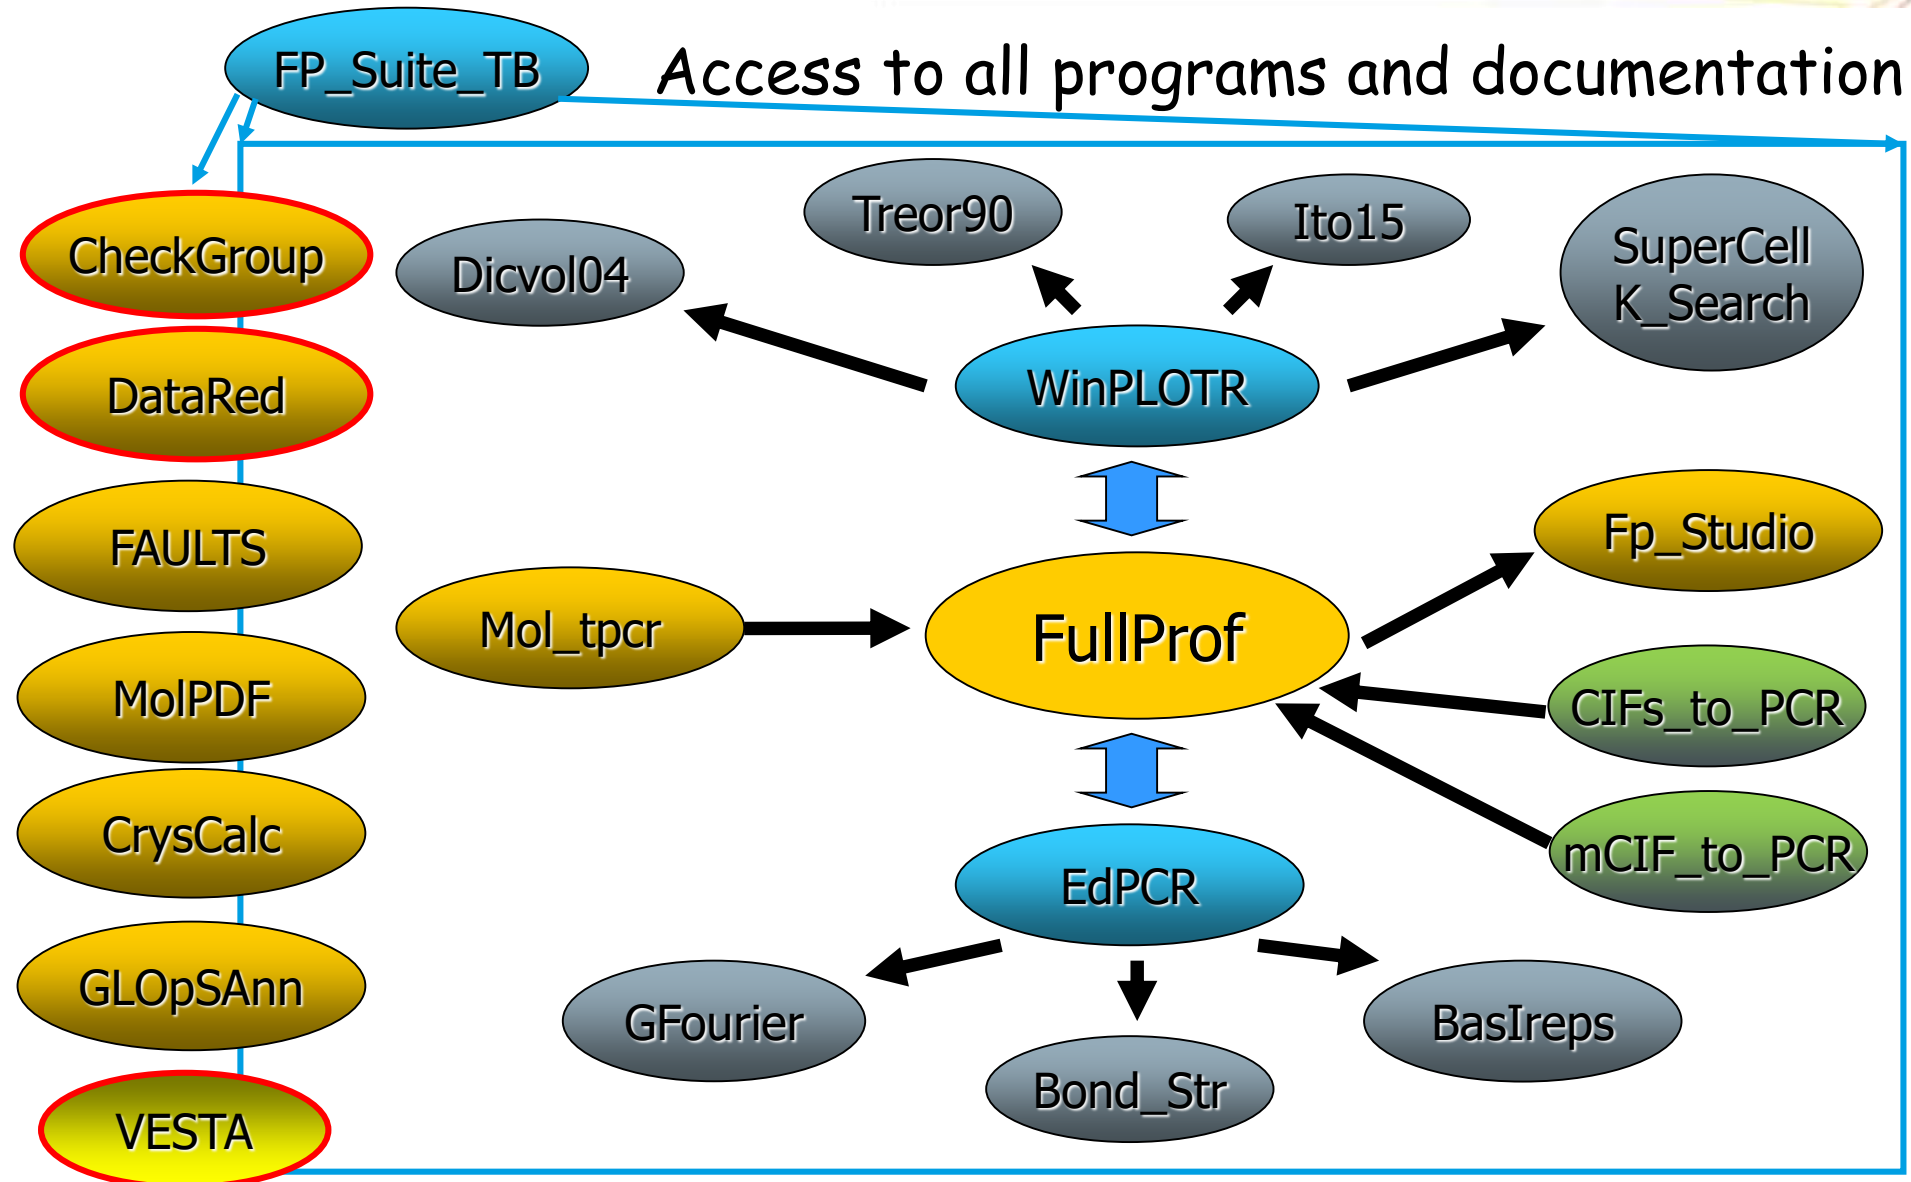 FP_Suite_TB
Access to all programs and documentation
CheckGroup
DataRed
FAULTS
MolPDF
CrysCalc
GLOpSAnn
VESTA
Dicvol04
Treor90
Ito15
SuperCell
K_Search
WinPLOTR
Mol_tpcr
FullProf
Fp_Studio
CIFs_to_PCR
mCIF_to_PCR
EdPCR
GFourier
Bond_Str
BasIreps